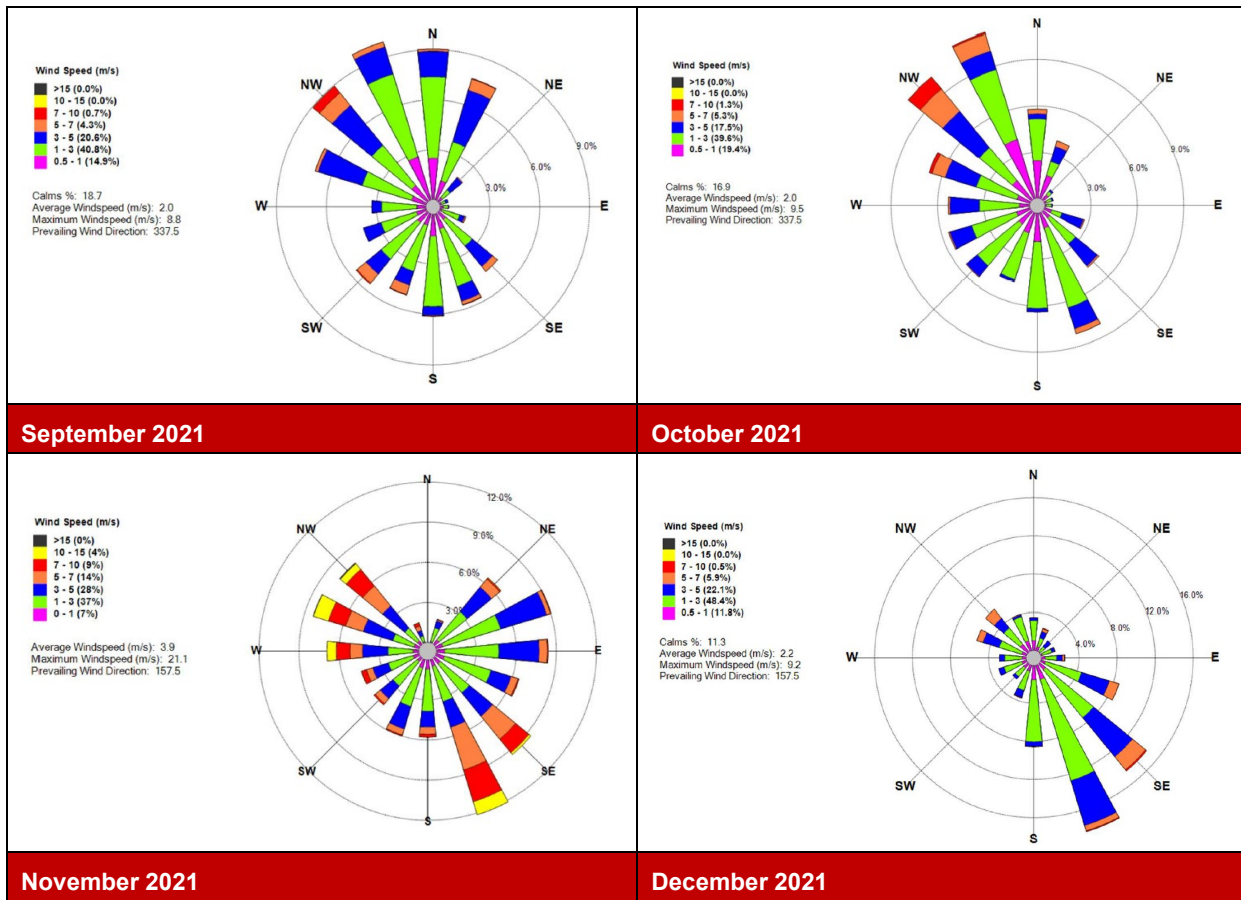 N
NE
E
SE
S
SW
W
NW
9.0%
6.0%
3.0%
Wind Speed (m/s)
>15 (0.0%)
10 - 15 (0.0%)
7 - 10 (0.7%)
5 - 7 (4.3%)
3 - 5 (20.6%)
1 - 3 (40.8%)
0.5 - 1 (14.9%)
Calms %: 18.7
Average Windspeed (m/s): 2.0
Maximum Windspeed (m/s): 8.8
Prevailing Wind Direction: 337.5
September 2021
N
NE
E
SE
S
SW
W
NW
9.0%
6.0%
3.0%
Wind Speed (m/s)
>15 (0.0%)
10 - 15 (0.0%)
7 - 10 (1.3%)
5 - 7 (5.3%)
3 - 5 (17.5%)
1 - 3 (39.6%)
0.5 - 1 (19.4%)
Calms %: 16.9
Average Windspeed (m/s): 2.0
Maximum Windspeed (m/s): 9.5
Prevailing Wind Direction: 337.5
October 2021
N
NE
E
SE
S
SW
W
NW
12.0%
9.0%
6.0%
3.0%
Wind Speed (m/s)
>15 (0%)
10 - 15 (4%)
7 - 10 (9%)
5 - 7 (14%)
3 - 5 (28%)
1 - 3 (37%)
0 - 1 (7%)
Average Windspeed (m/s): 3.9
Maximum Windspeed (m/s): 21.1
Prevailing Wind Direction: 157.5
November 2021
N
NE
E
SE
S
SW
W
NW
16.0%
12.0%
8.0%
4.0%
Wind Speed (m/s)
>15 (0.0%)
10 - 15 (0.0%)
7 - 10 (0.5%)
5 - 7 (5.9%)
3 - 5 (22.1%)
1 - 3 (48.4%)
0.5 - 1 (11.8%)
Calms %: 11.3
Average Windspeed (m/s): 2.2
Maximum Windspeed (m/s): 9.2
Prevailing Wind Direction: 157.5
December 2021